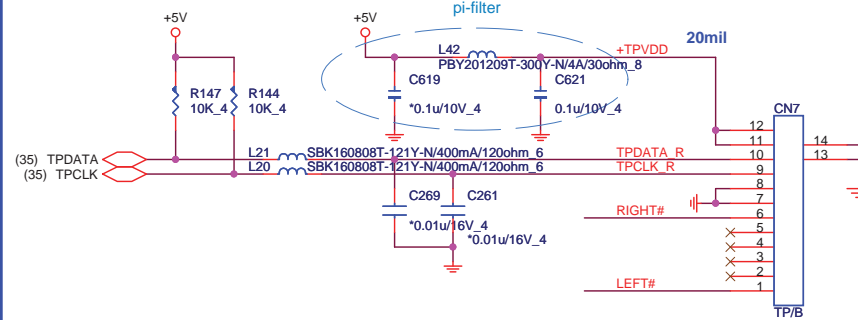 pi-filter
+5V
+5V
L42
+TPVDD
20mil
PBY201209T-300Y-N/4A/30ohm_8
R147
10K_4
R144
10K_4
C619
*0.1u/10V_4
C621
0.1u/10V_4
CN7
12
11
10
9
8
7
6
5
4
3
2
1
14
13
(35) TPDATA
L21
SBK160808T-121Y-N/400mA/120ohm_6
TPDATA_R
(35) TPCLK
L20
SBK160808T-121Y-N/400mA/120ohm_6
TPCLK_R
C269
*0.01u/16V_4
C261
*0.01u/16V_4
RIGHT#
LEFT#
TP/B